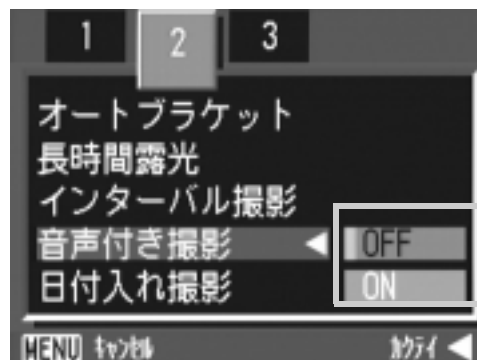 1 2 3
オートブラケット
長時間露光
インターバル撮影
音声付き撮影 ◀ OFF
日付入れ撮影 ON
MENU ｷｬﾝｾﾙ ｶｸﾃｲ ◀